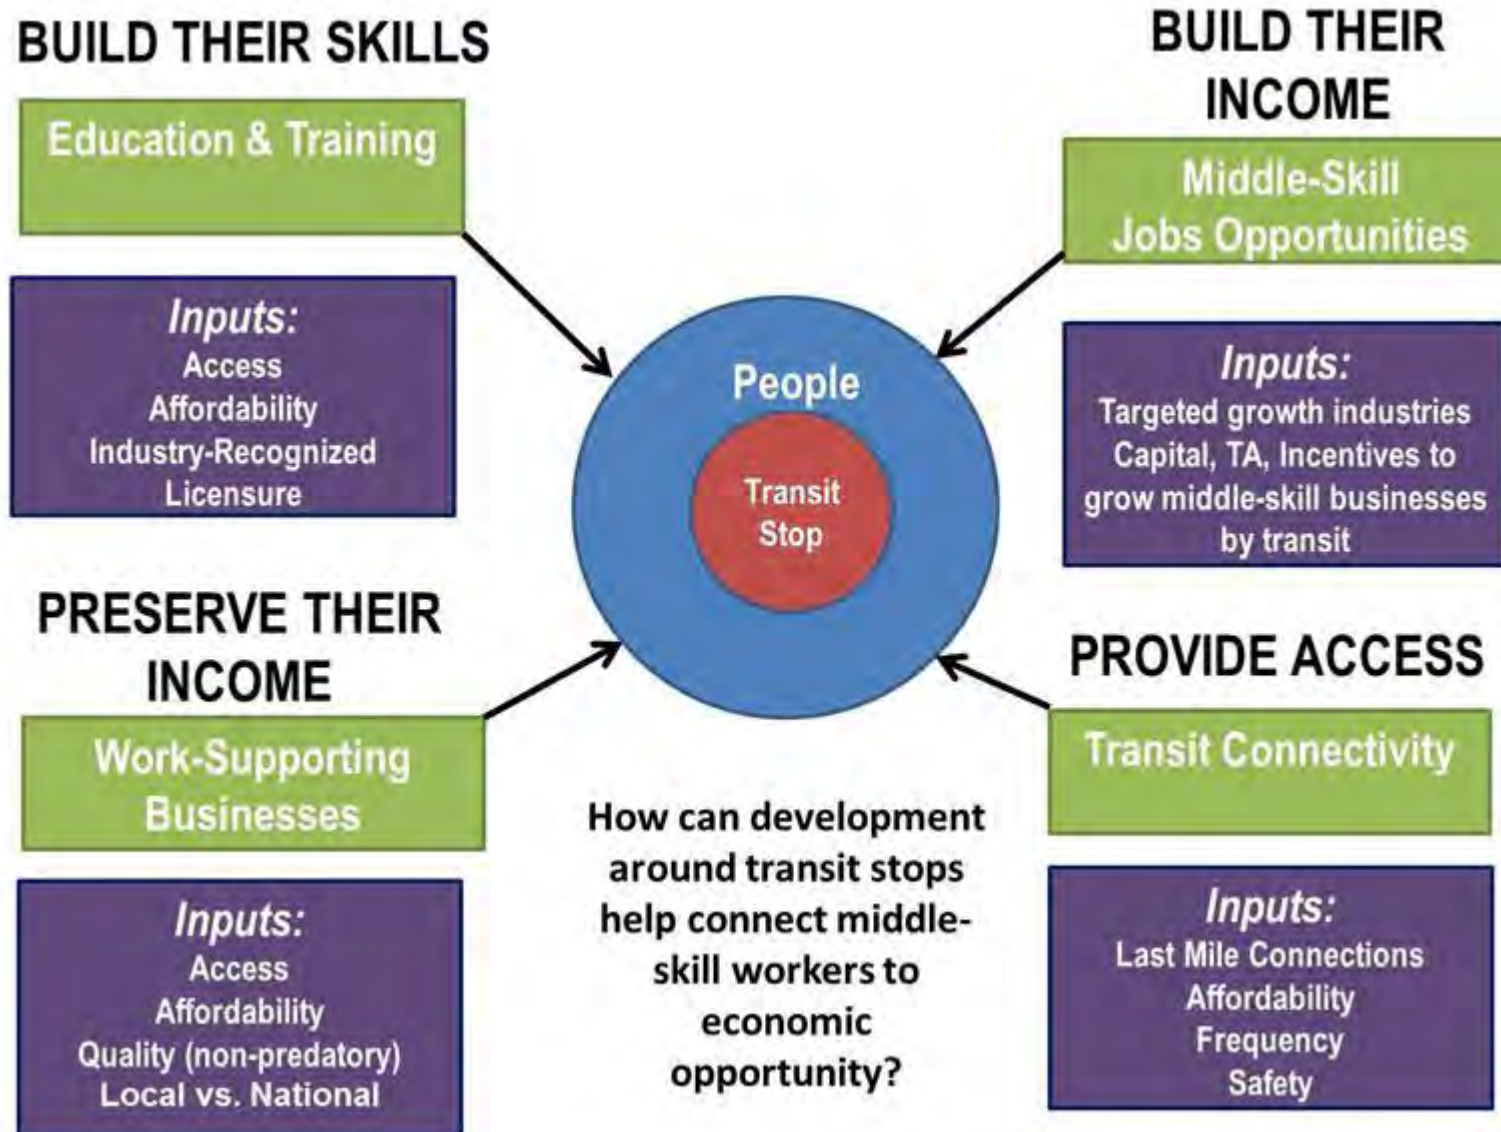 BUILD THEIR SKILLS
Education & Training
Inputs:
Access
Affordability
Industry-Recognized
Licensure
BUILD THEIR
INCOME
Middle-Skill
Jobs Opportunities
Inputs:
Targeted growth industries
Capital, TA, Incentives to
grow middle-skill businesses
by transit
People
Transit
Stop
PRESERVE THEIR
INCOME
Work-Supporting
Businesses
Inputs:
Access
Affordability
Quality (non-predatory)
Local vs. National
How can development
around transit stops
help connect middle-
skill workers to
economic
opportunity?
PROVIDE ACCESS
Transit Connectivity
Inputs:
Last Mile Connections
Affordability
Frequency
Safety